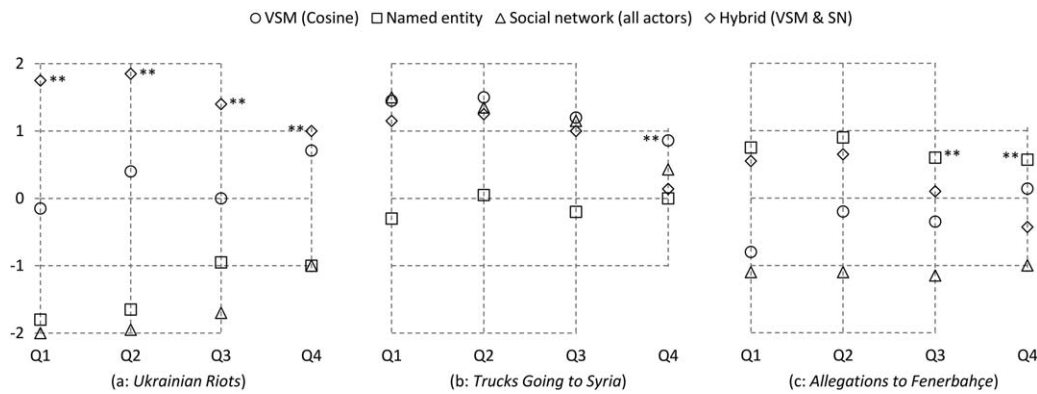 VSM (Cosine) Named entity Social network (all actors) Hybrid (VSM & SN)
2
1
0
-1
-2
**
**
**
**
Q1 Q2 Q3 Q4
(a: Ukrainian Riots)
**
Q1 Q2 Q3 Q4
(b: Trucks Going to Syria)
**
**
Q1 Q2 Q3 Q4
(c: Allegations to Fenerbahçe)